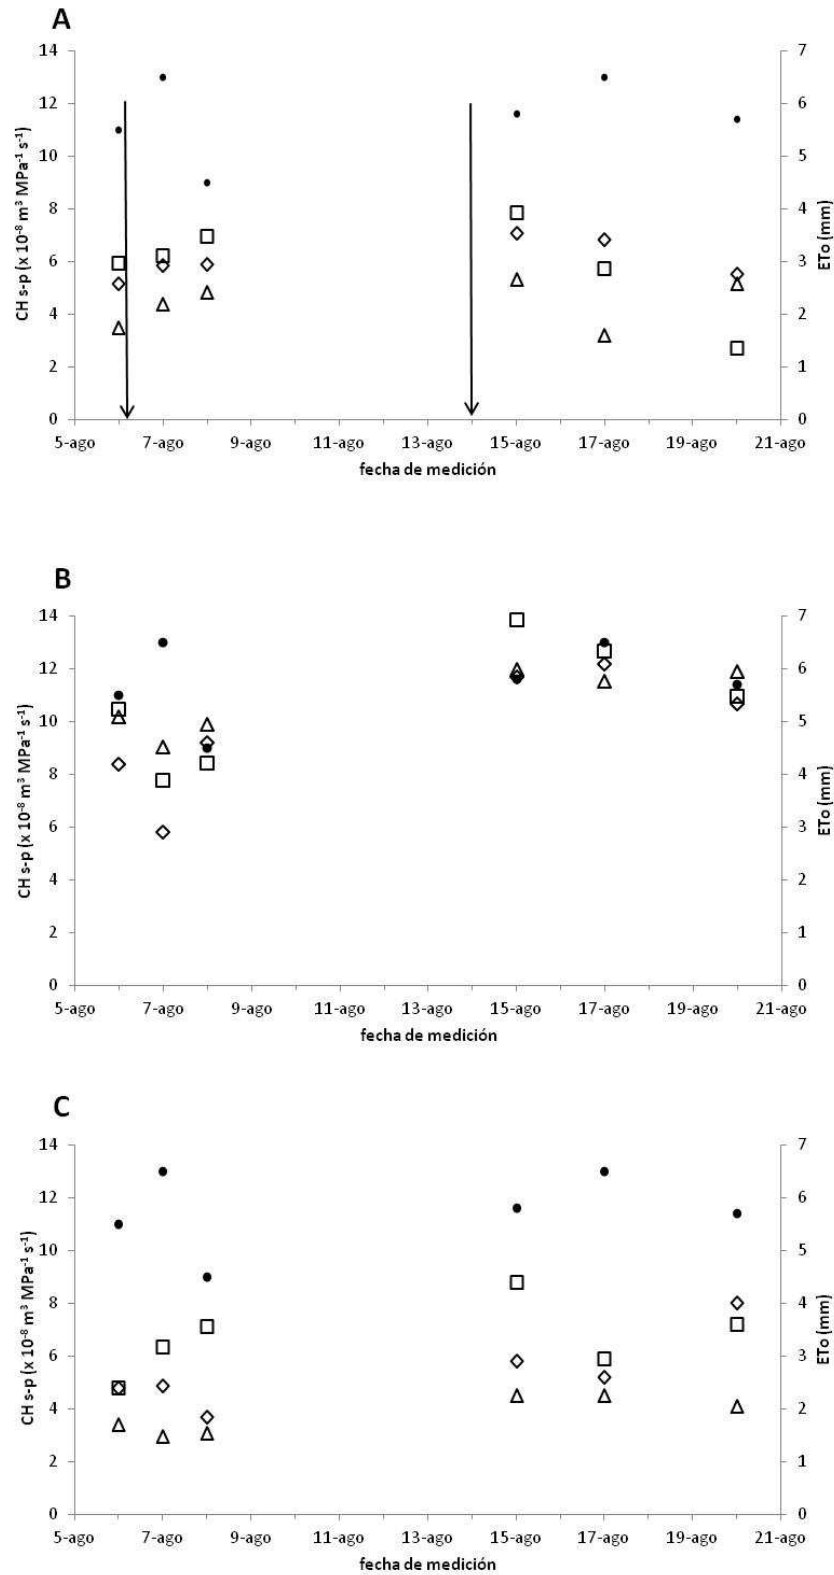 A
14 7
12 6
10 5
8 4
6 3
4 2
2 1
0 0
CH s-p (x 10⁻⁸ m³ MPa⁻¹ s⁻¹)
ETo (mm)
5-ago 7-ago 9-ago 11-ago 13-ago 15-ago 17-ago 19-ago 21-ago
fecha de medición
B
14 7
12 6
10 5
8 4
6 3
4 2
2 1
0 0
CH s-p (x 10⁻⁸ m³ MPa⁻¹ s⁻¹)
ETo (mm)
5-ago 7-ago 9-ago 11-ago 13-ago 15-ago 17-ago 19-ago 21-ago
fecha de medición
C
14 7
12 6
10 5
8 4
6 3
4 2
2 1
0 0
CH s-p (x 10⁻⁸ m³ MPa⁻¹ s⁻¹)
ETo (mm)
5-ago 7-ago 9-ago 11-ago 13-ago 15-ago 17-ago 19-ago 21-ago
fecha de medición